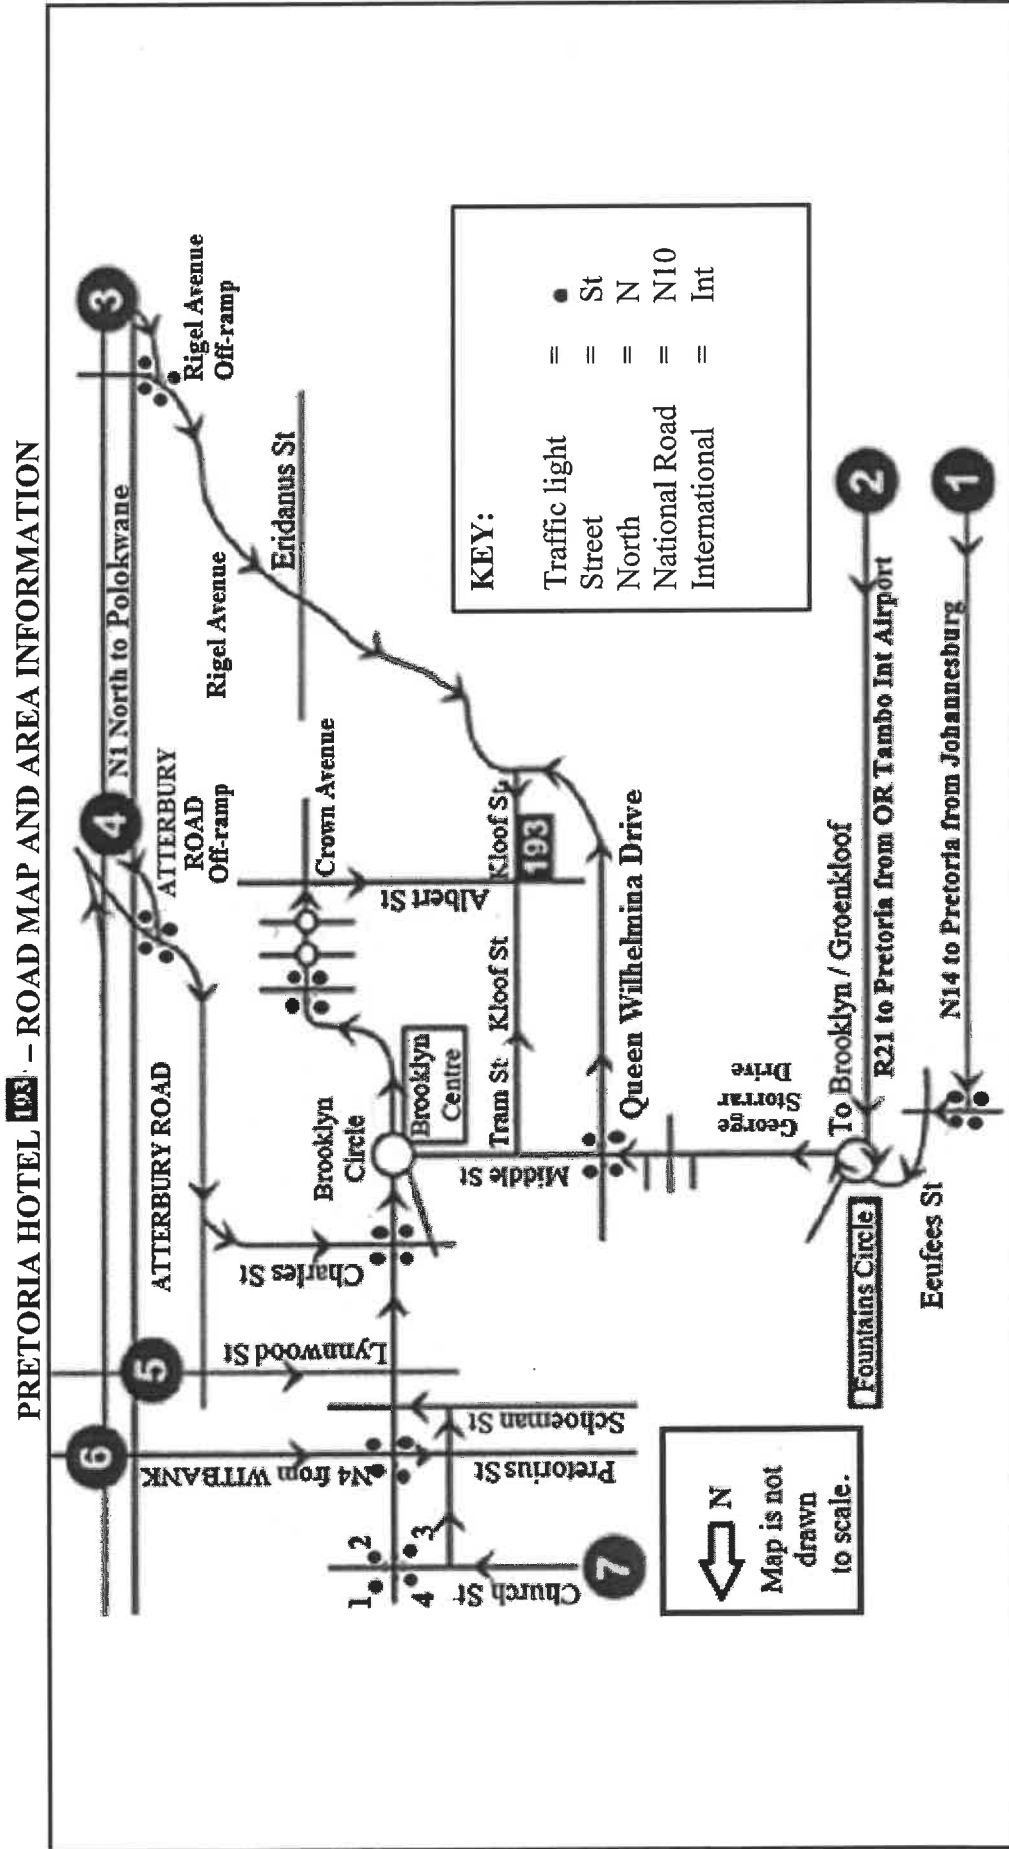 PRETORIA HOTEL 193 – ROAD MAP AND AREA INFORMATION
6
5
4
3
N1 North to Polokwane
ATTERBURY
ROAD
Off-ramp
Rigel Avenue
Off-ramp
N4 from WITBANK
Lynnwood St
ATTERBURY ROAD
Charles St
Rigel Avenue
Eridanus St
Crown Avenue
Brooklyn
Circle
Brooklyn
Centre
Albert St
1
2
3
4
Church St
7
Pretorius St
Schoeman St
Middle St
Tram St
Kloof St
Kloof St
193
Queen Wilhelmina Drive
George
Storrar
Drive
To Brooklyn / Groenkloof
R21 to Pretoria from OR Tambo Int Airport
2
Fountains Circle
Eeufees St
N14 to Pretoria from Johannesburg
1
N
Map is not
drawn
to scale.
KEY:
Traffic light = ●
Street = St
North = N
National Road = N10
International = Int